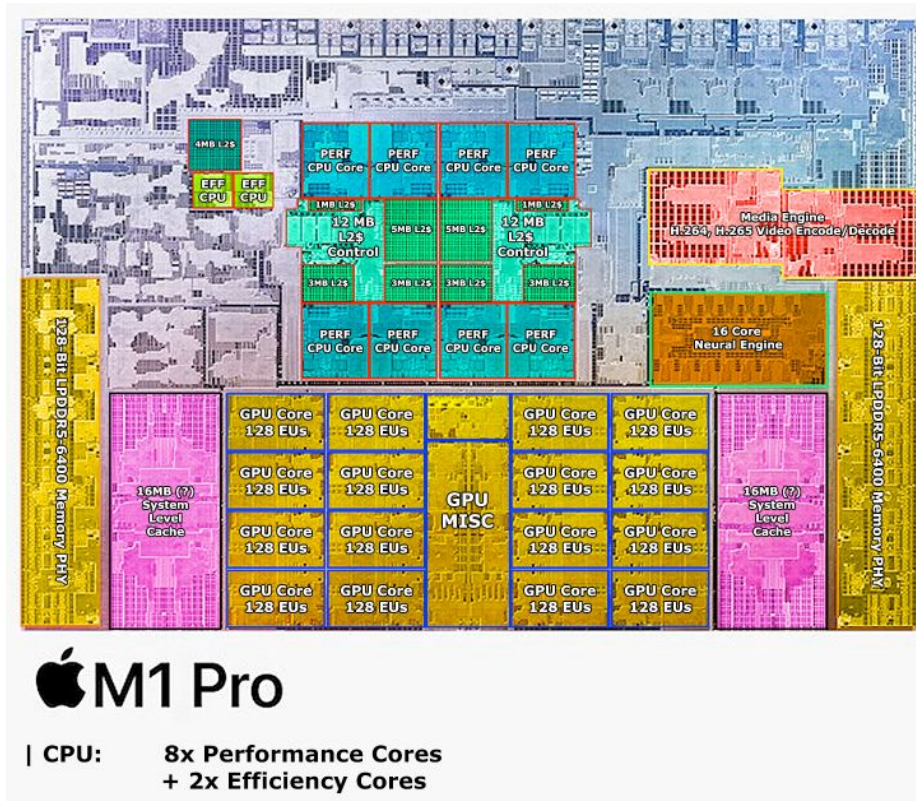 4MB L2$
EFF
CPU
EFF
CPU
PERF
CPU Core
PERF
CPU Core
PERF
CPU Core
PERF
CPU Core
1MB L2$
1MB L2$
12 MB
L2$
Control
5MB L2$
5MB L2$
12 MB
L2$
Control
3MB L2$
3MB L2$
3MB L2$
3MB L2$
PERF
CPU Core
PERF
CPU Core
PERF
CPU Core
PERF
CPU Core
Media Engine
H.264, H.265 Video Encode/Decode
16 Core
Neural Engine
128-Bit LPDDR5-6400 Memory PHY
16MB (?)
System
Level
Cache
GPU Core
128 EUs
GPU Core
128 EUs
GPU Core
128 EUs
GPU Core
128 EUs
GPU Core
128 EUs
GPU Core
128 EUs
GPU Core
128 EUs
GPU Core
128 EUs
GPU
MISC
GPU Core
128 EUs
GPU Core
128 EUs
GPU Core
128 EUs
GPU Core
128 EUs
GPU Core
128 EUs
GPU Core
128 EUs
GPU Core
128 EUs
GPU Core
128 EUs
16MB (?)
System
Level
Cache
128-Bit LPDDR5-6400 Memory PHY
M1 Pro
| CPU: 8x Performance Cores
+ 2x Efficiency Cores